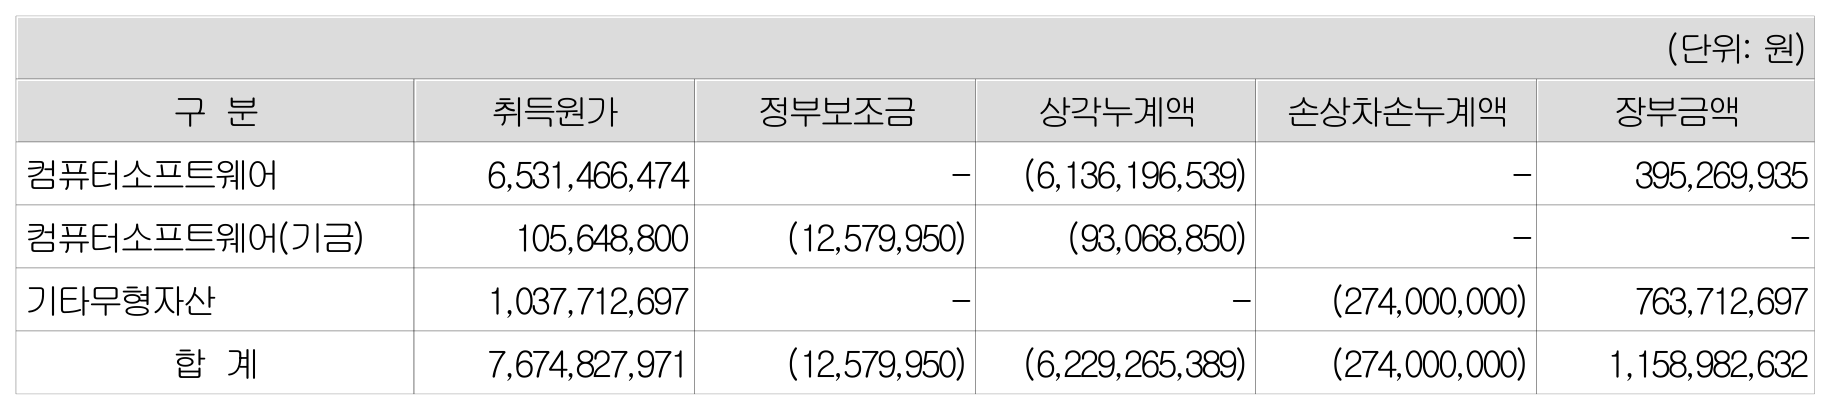 (단위: 원)
구 분 취득원가 정부보조금 상각누계액 손상차손누계액 장부금액
컴퓨터소프트웨어 6,531,466,474 - (6,136,196,539) - 395,269,935
컴퓨터소프트웨어(기금) 105,648,800 (12,579,950) (93,068,850) - -
기타무형자산 1,037,712,697 - - (274,000,000) 763,712,697
합 계 7,674,827,971 (12,579,950) (6,229,265,389) (274,000,000) 1,158,982,632